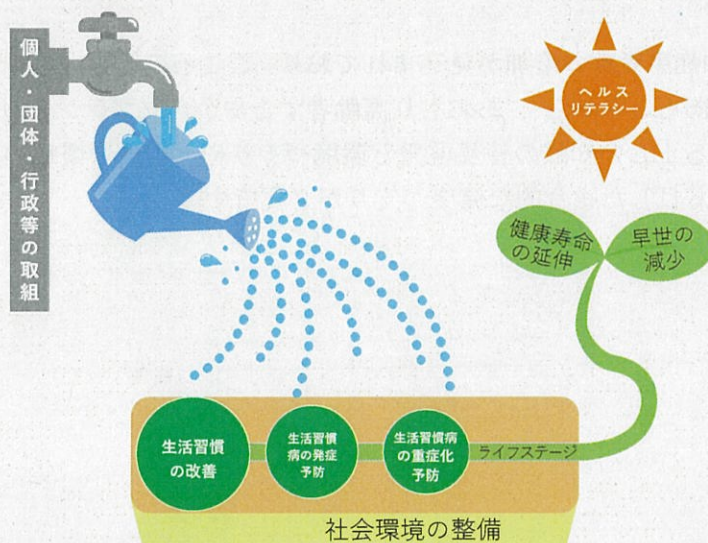 個人・団体・行政等の取組
ヘルス
リテラシー
健康寿命
の延伸
早世の
減少
生活習慣
の改善
生活習慣
病の発症
予防
生活習慣病
の重症化
予防
ライフステージ
社会環境の整備